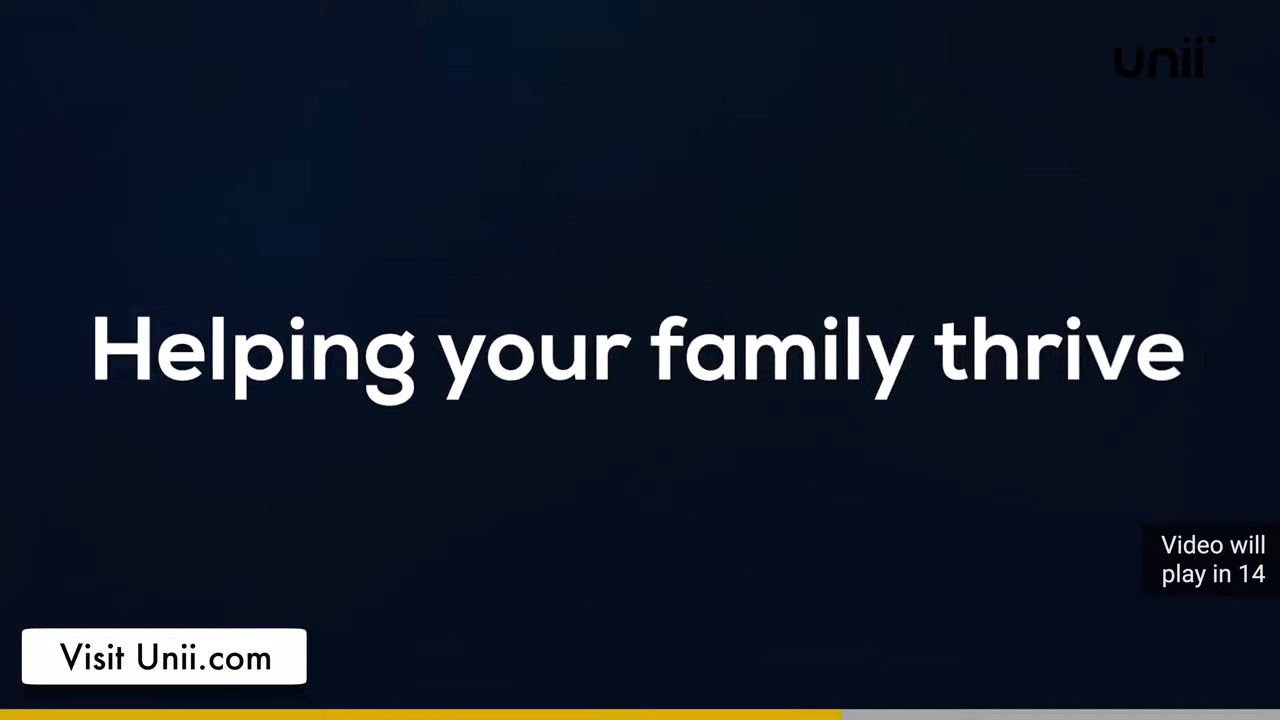 unii
Helping your family thrive
Video will
play in 14
Visit Unii.com